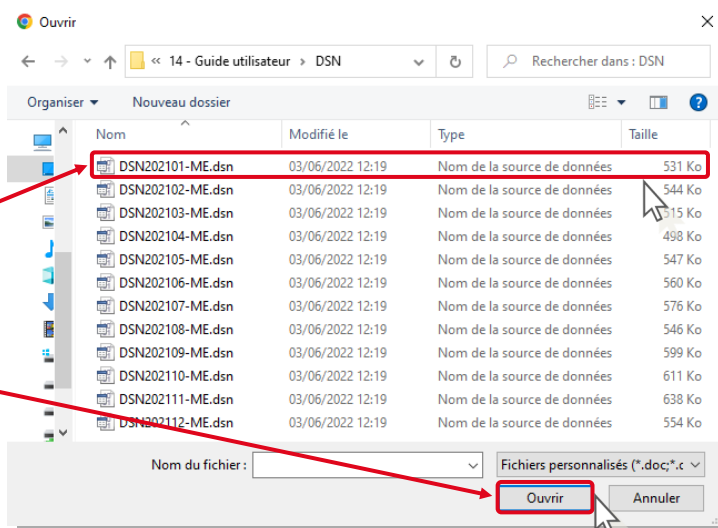 Ouvrir
« 14 - Guide utilisateur › DSN
Rechercher dans : DSN
Organiser
Nouveau dossier
Nom Modifié le Type Taille
DSN202101-ME.dsn 03/06/2022 12:19 Nom de la source de données 531 Ko
DSN202102-ME.dsn 03/06/2022 12:19 Nom de la source de données 544 Ko
DSN202103-ME.dsn 03/06/2022 12:19 Nom de la source de données 515 Ko
DSN202104-ME.dsn 03/06/2022 12:19 Nom de la source de données 498 Ko
DSN202105-ME.dsn 03/06/2022 12:19 Nom de la source de données 547 Ko
DSN202106-ME.dsn 03/06/2022 12:19 Nom de la source de données 560 Ko
DSN202107-ME.dsn 03/06/2022 12:19 Nom de la source de données 576 Ko
DSN202108-ME.dsn 03/06/2022 12:19 Nom de la source de données 546 Ko
DSN202109-ME.dsn 03/06/2022 12:19 Nom de la source de données 599 Ko
DSN202110-ME.dsn 03/06/2022 12:19 Nom de la source de données 611 Ko
DSN202111-ME.dsn 03/06/2022 12:19 Nom de la source de données 638 Ko
DSN202112-ME.dsn 03/06/2022 12:19 Nom de la source de données 554 Ko
Nom du fichier :
Fichiers personnalisés (*.doc;*.c
Ouvrir
Annuler